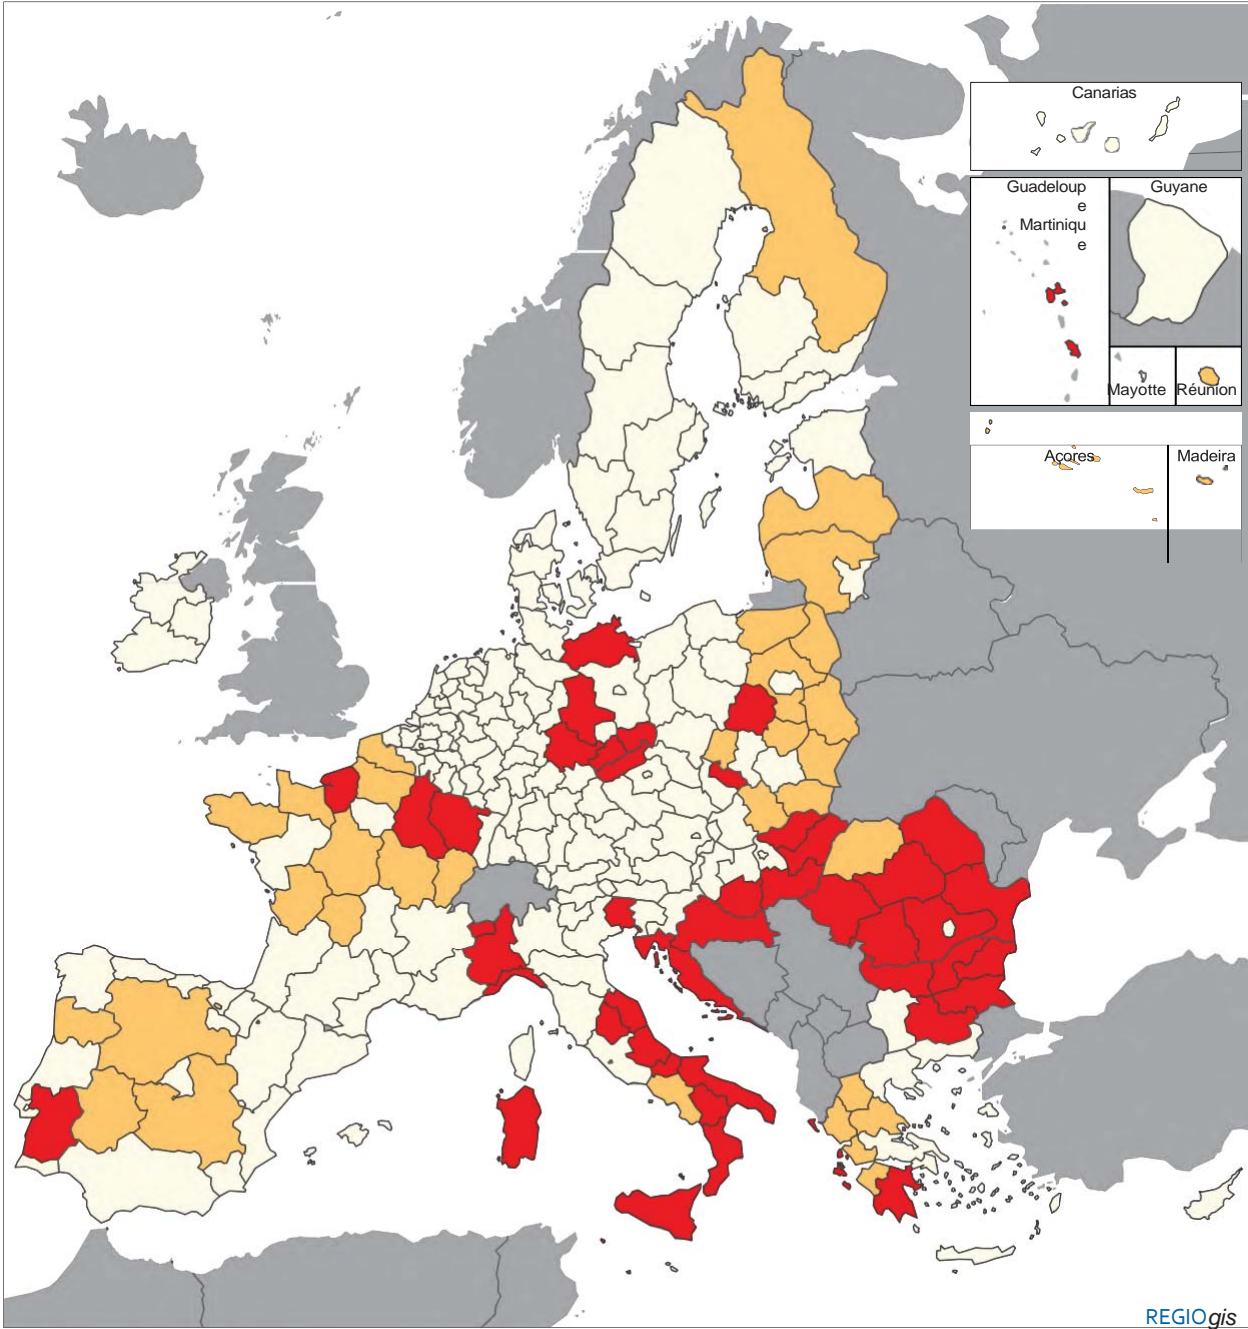 Canarias
Guadeloup
e
Martiniqu
e
Guyane
Mayotte
Réunion
Açores
Madeira
REGIOgis